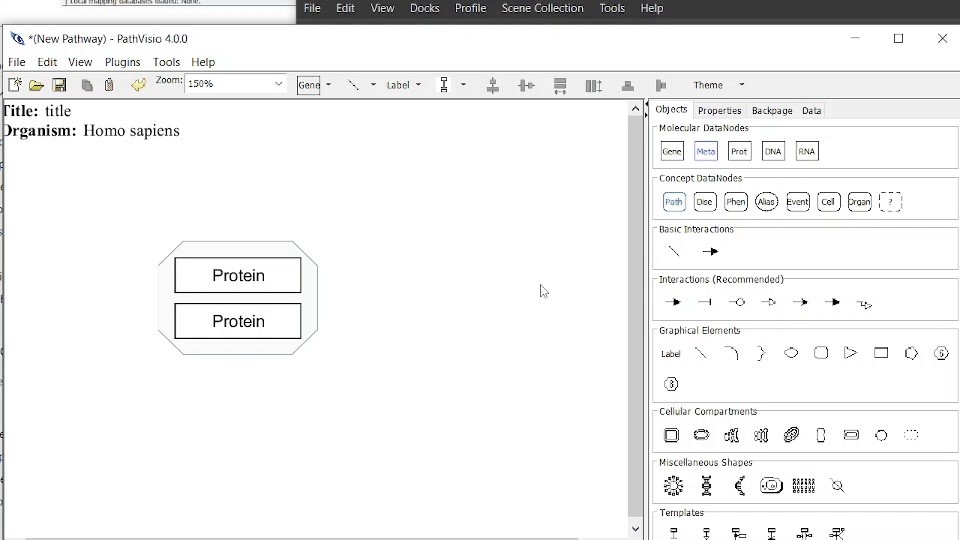 Local mapping databases loaded: None.
File Edit View Docks Profile Scene Collection Tools Help
*(New Pathway) - PathVisio 4.0.0
File Edit View Plugins Tools Help
Zoom: 150% Gene Label Theme
Title: title
Organism: Homo sapiens
Protein
Protein
Objects Properties Backpage Data
Molecular DataNodes
Gene Meta Prot DNA RNA
Concept DataNodes
Path Dise Phen Alias Event Cell Organ ?
Basic Interactions
Interactions (Recommended)
Graphical Elements
Label
Cellular Compartments
Miscellaneous Shapes
Templates